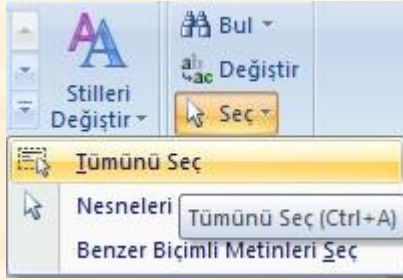 Bul
Değiştir
Stilleri
Değiştir
Seç
Tümünü Seç
Nesneleri
Tümünü Seç (Ctrl+A)
Benzer Biçimli Metinleri Seç